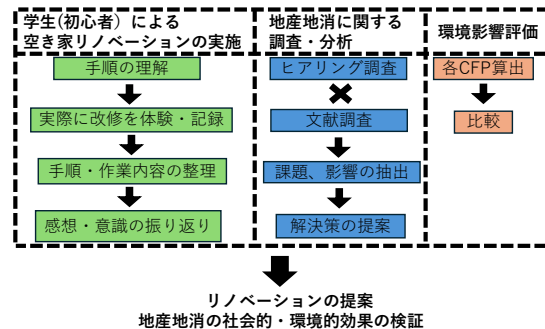 学生(初心者）による
空き家リノベーションの実施
手順の理解
実際に改修を体験・記録
手順・作業内容の整理
感想・意識の振り返り
地産地消に関する
調査・分析
ヒアリング調査
文献調査
課題、影響の抽出
解決策の提案
環境影響評価
各CFP算出
比較
リノベーションの提案
地産地消の社会的・環境的効果の検証